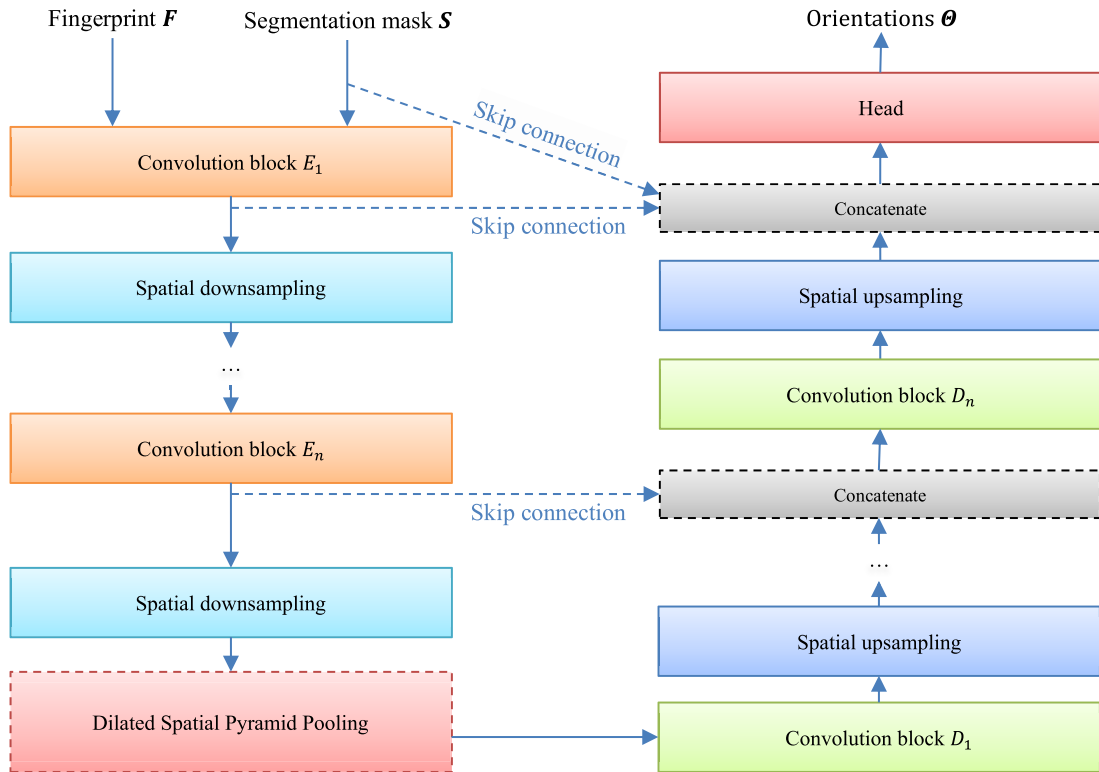 Fingerprint 𝑭
Segmentation mask 𝑺
Convolution block 𝐸₁
Spatial downsampling
...
Convolution block 𝐸ₙ
Spatial downsampling
Dilated Spatial Pyramid Pooling
Skip connection
Skip connection
Skip connection
Orientations 𝜣
Head
Concatenate
Spatial upsampling
Convolution block 𝐷ₙ
Concatenate
...
Spatial upsampling
Convolution block 𝐷₁